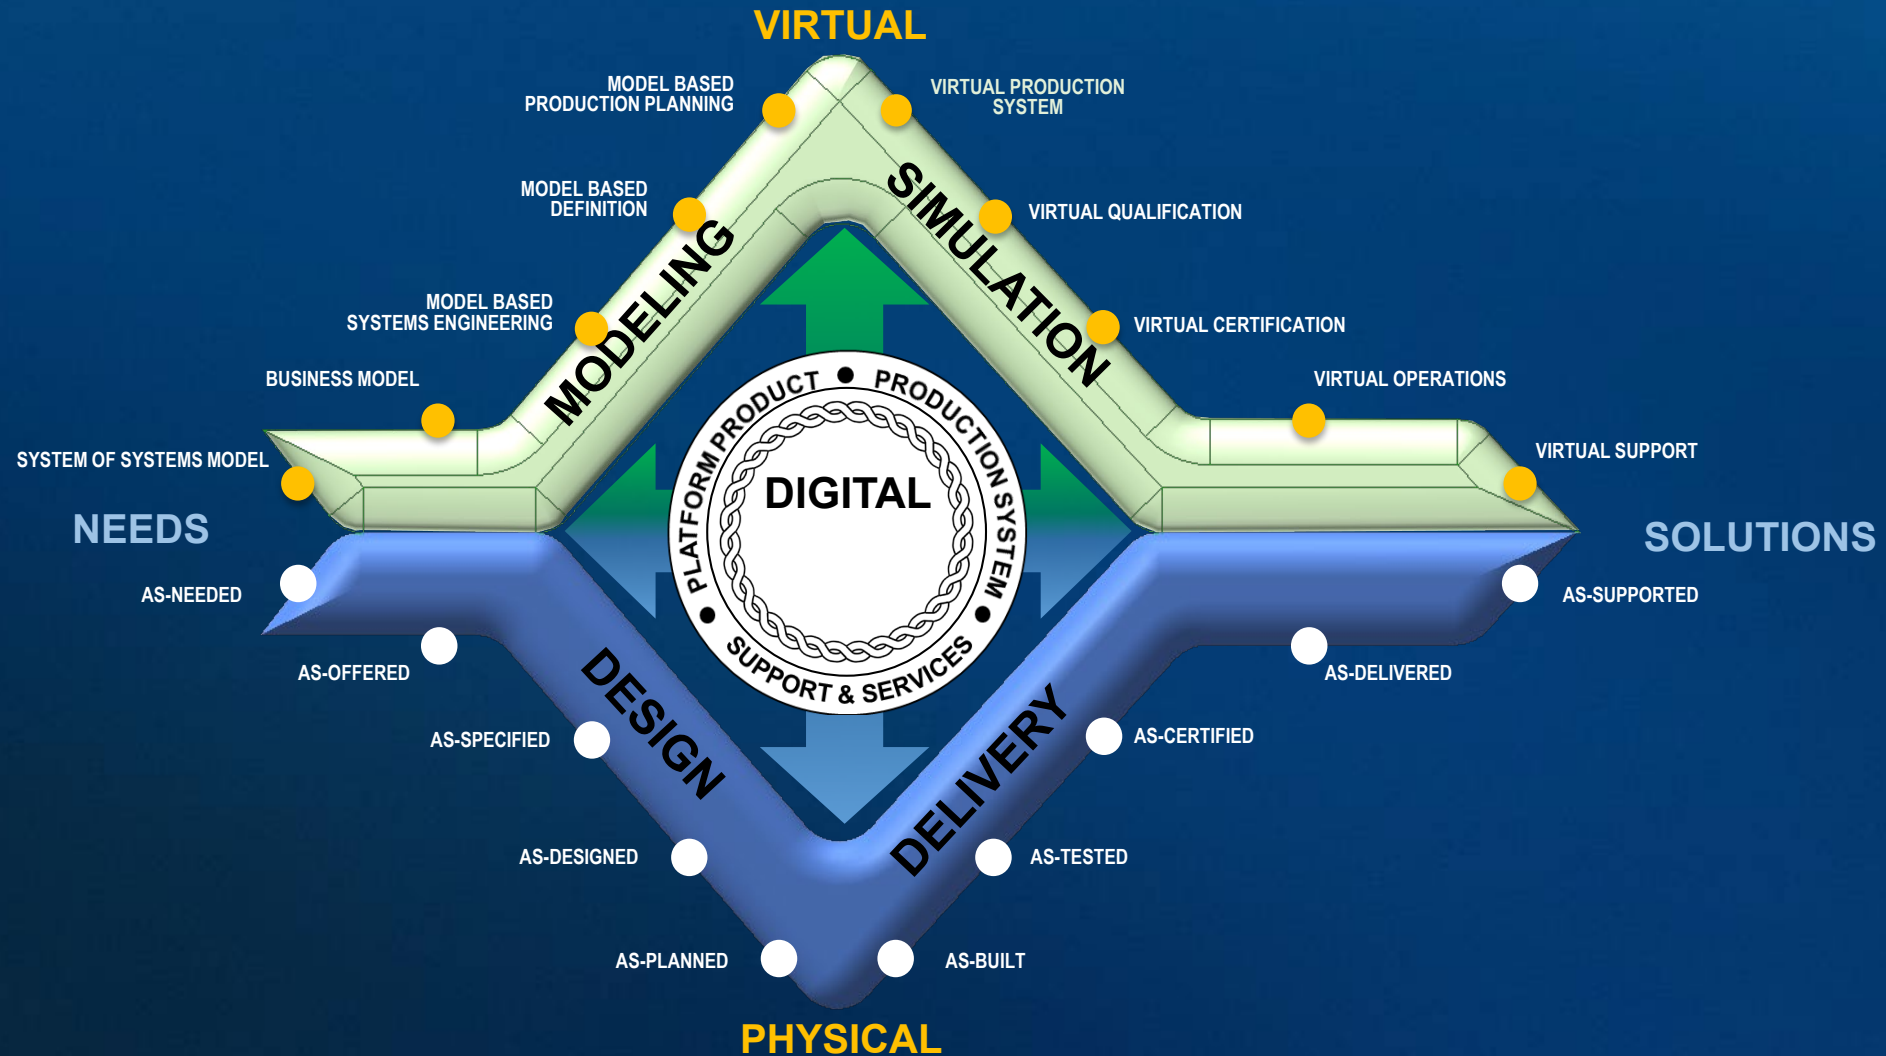 VIRTUAL
MODEL BASED
PRODUCTION PLANNING
VIRTUAL PRODUCTION
SYSTEM
MODEL BASED
DEFINITION
VIRTUAL QUALIFICATION
MODEL BASED
SYSTEMS ENGINEERING
VIRTUAL CERTIFICATION
MODELING
SIMULATION
BUSINESS MODEL
VIRTUAL OPERATIONS
SYSTEM OF SYSTEMS MODEL
VIRTUAL SUPPORT
PLATFORM PRODUCT ● PRODUCTION SYSTEM ● SUPPORT & SERVICES ●
DIGITAL
NEEDS
SOLUTIONS
AS-NEEDED
AS-SUPPORTED
AS-OFFERED
AS-DELIVERED
DESIGN
DELIVERY
AS-SPECIFIED
AS-CERTIFIED
AS-DESIGNED
AS-TESTED
AS-PLANNED
AS-BUILT
PHYSICAL